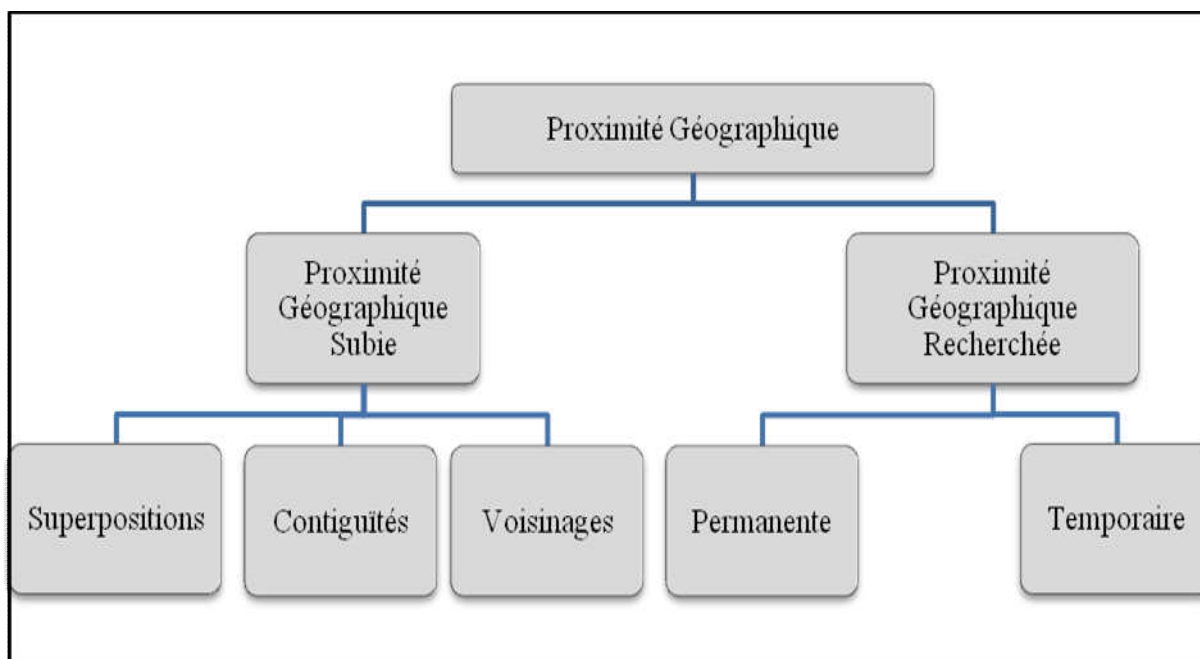 Proximité Géographique
Proximité
Géographique
Subie
Proximité
Géographique
Recherchée
Superpositions
Contiguïtés
Voisinages
Permanente
Temporaire